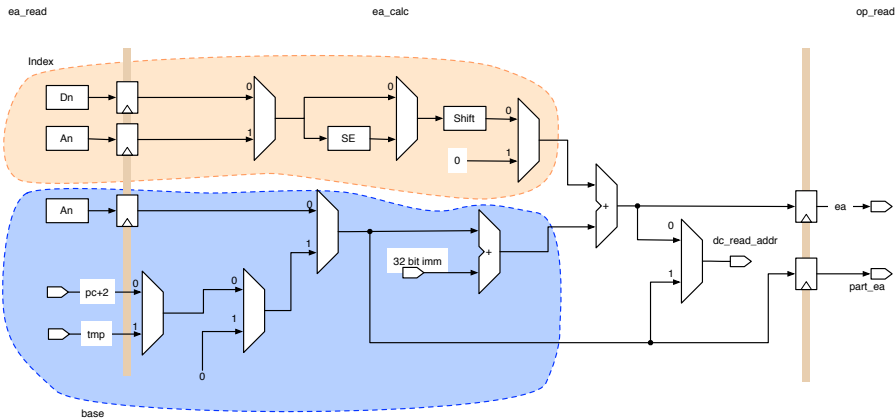 ea_read
ea_calc
op_read
Index
Dn
0
0
0
An
1
SE
Shift
0
1
An
0
1
+
ea
0
dc_read_addr
32 bit imm
+
1
part_ea
pc+2
0
0
tmp
1
1
0
base